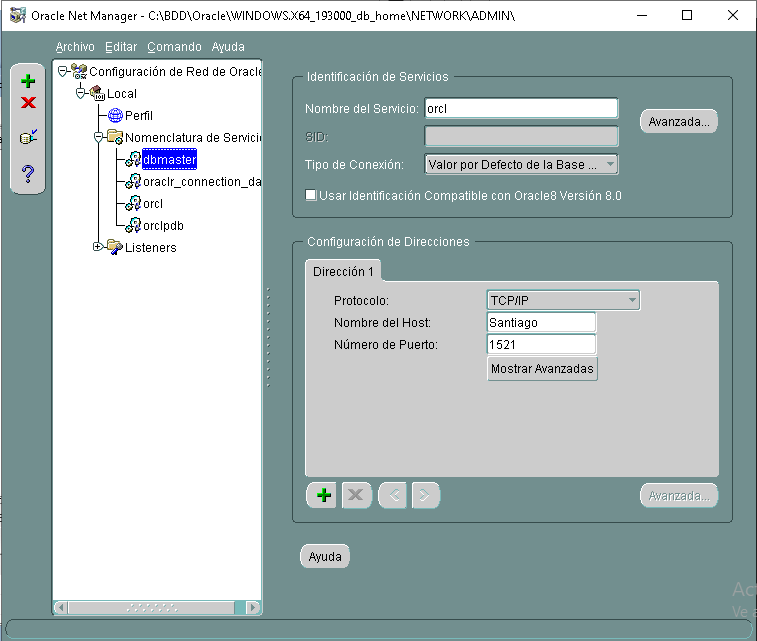 Oracle Net Manager - C:\BDD\Oracle\WINDOWS.X64_193000_db_home\NETWORK\ADMIN\
Archivo Editar Comando Ayuda
Configuración de Red de Oracle
Local
Perfil
Nomenclatura de Servicio
dbmaster
oraclr_connection_da
orcl
orclpdb
Listeners
Identificación de Servicios
Nombre del Servicio: orcl
Avanzada...
SID:
Tipo de Conexión: Valor por Defecto de la Base ...
Usar Identificación Compatible con Oracle8 Versión 8.0
Configuración de Direcciones
Dirección 1
Protocolo: TCP/IP
Nombre del Host: Santiago
Número de Puerto: 1521
Mostrar Avanzadas
Avanzada...
Ayuda
Act
Ve a